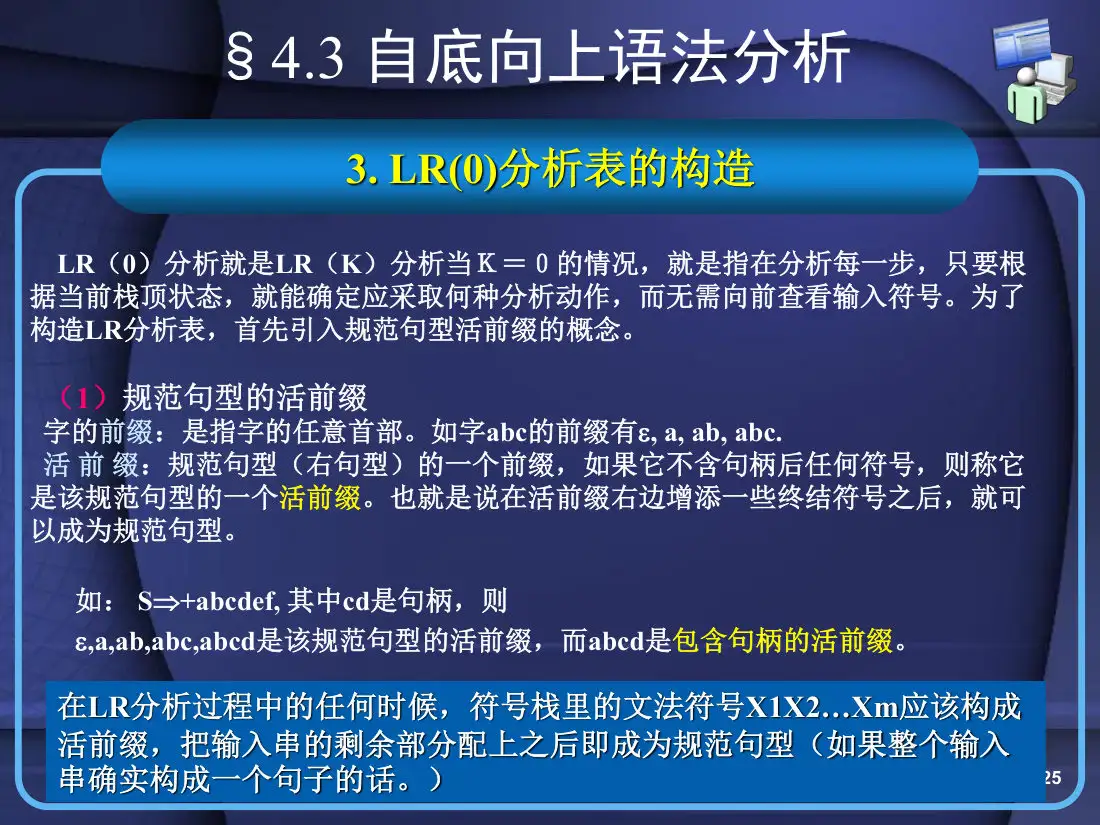 §4.3 自底向上语法分析
3. LR(0)分析表的构造
LR（0）分析就是LR（K）分析当Ｋ＝０的情况，就是指在分析每一步，只要根
据当前栈顶状态，就能确定应采取何种分析动作，而无需向前查看输入符号。为了
构造LR分析表，首先引入规范句型活前缀的概念。
（1）规范句型的活前缀
字的前缀：是指字的任意首部。如字abc的前缀有ε, a, ab, abc.
活 前 缀：规范句型（右句型）的一个前缀，如果它不含句柄后任何符号，则称它
是该规范句型的一个活前缀。也就是说在活前缀右边增添一些终结符号之后，就可
以成为规范句型。
如： S⇒+abcdef, 其中cd是句柄，则
ε,a,ab,abc,abcd是该规范句型的活前缀，而abcd是包含句柄的活前缀。
在LR分析过程中的任何时候，符号栈里的文法符号X1X2…Xm应该构成
活前缀，把输入串的剩余部分配上之后即成为规范句型（如果整个输入
串确实构成一个句子的话。）
25